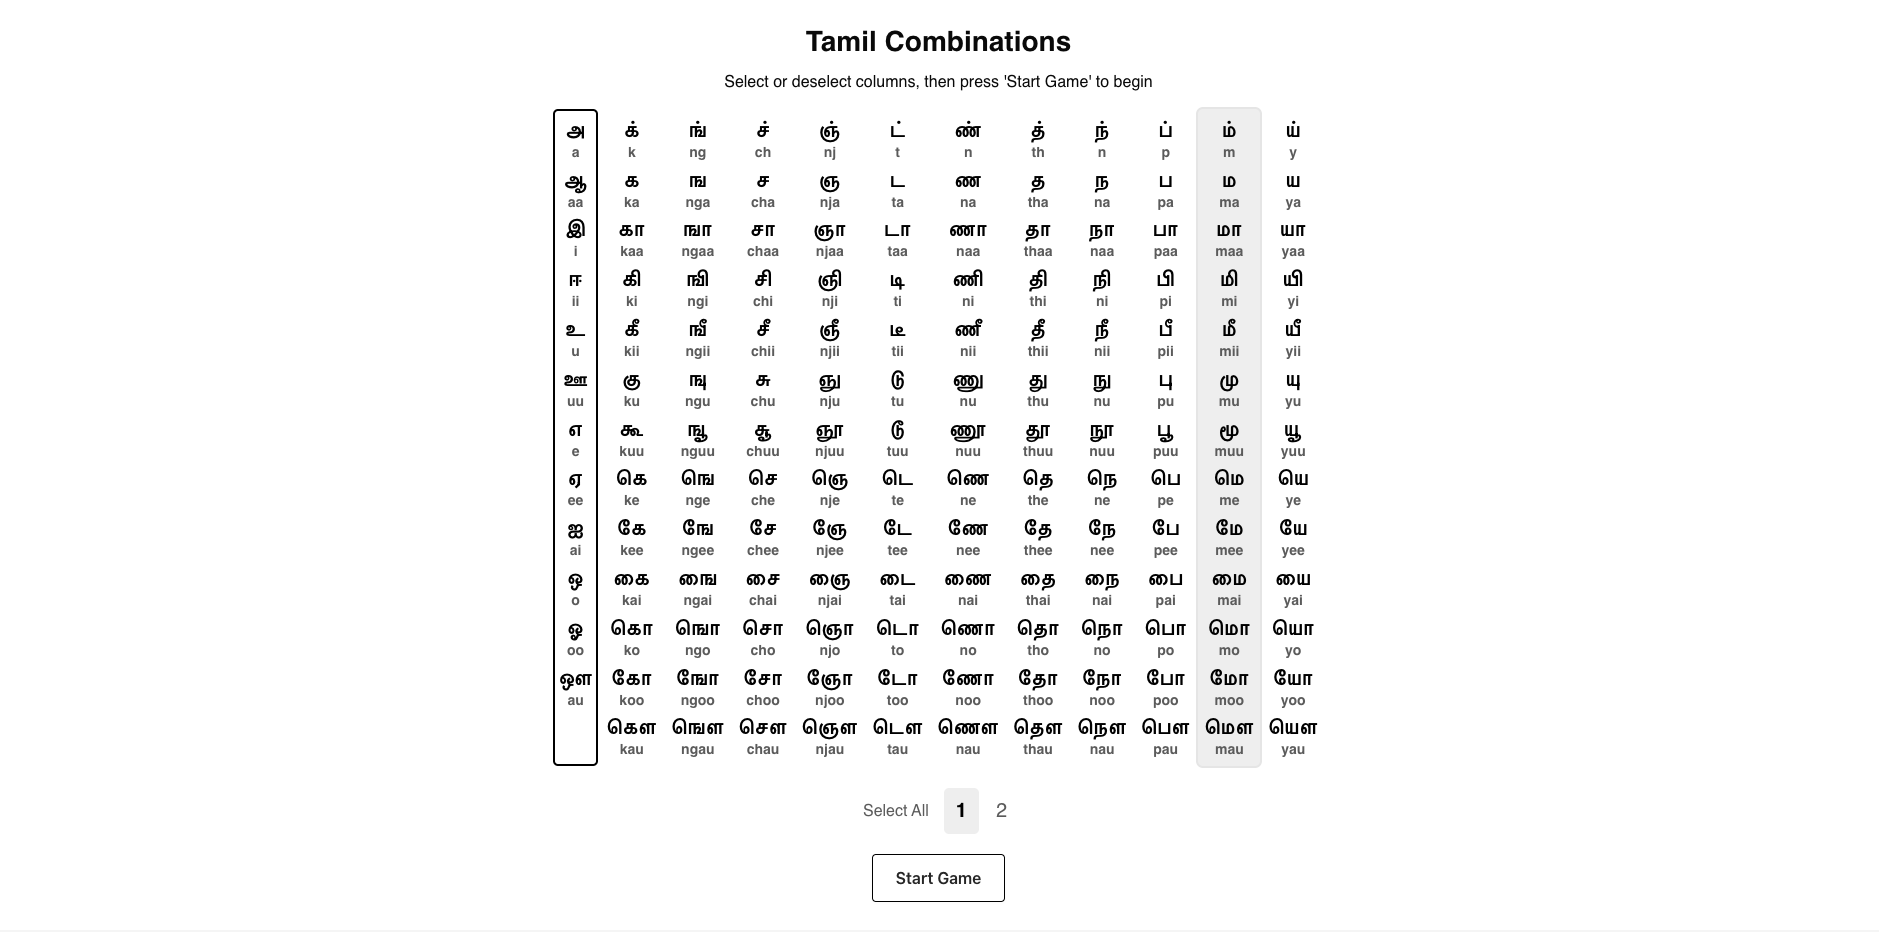 Tamil Combinations
Select or deselect columns, then press 'Start Game' to begin
அ க் ங் ச் ஞ் ட் ண் த் ந் ப் ம் ய்
a k ng ch nj t n th n p m y
ஆ க ங ச ஞ ட ண த ந ப ம ய
aa ka nga cha nja ta na tha na pa ma ya
இ கா ஙா சா ஞா டா ணா தா நா பா மா யா
i kaa ngaa chaa njaa taa naa thaa naa paa maa yaa
ஈ கி ஙி சி ஞி டி ணி தி நி பி மி யி
ii ki ngi chi nji ti ni thi ni pi mi yi
உ கீ ஙீ சீ ஞீ டீ ணீ தீ நீ பீ மீ யீ
u kii ngii chii njii tii nii thii nii pii mii yii
ஊ கு ஙு சு ஞு டு ணு து நு பு மு யு
uu ku ngu chu nju tu nu thu nu pu mu yu
எ கூ ஙூ சூ ஞூ டூ ணூ தூ நூ பூ மூ யூ
e kuu nguu chuu njuu tuu nuu thuu nuu puu muu yuu
ஏ கெ ஙெ செ ஞெ டெ ணெ தெ நெ பெ மெ யெ
ee ke nge che nje te ne the ne pe me ye
ஐ கே ஙே சே ஞே டே ணே தே நே பே மே யே
ai kee ngee chee njee tee nee thee nee pee mee yee
ஒ கை ஙை சை ஞை டை ணை தை நை பை மை யை
o kai ngai chai njai tai nai thai nai pai mai yai
ஓ கொ ஙொ சொ ஞொ டொ ணொ தொ நொ பொ மொ யொ
oo ko ngo cho njo to no tho no po mo yo
ஔ கோ ஙோ சோ ஞோ டோ ணோ தோ நோ போ மோ யோ
au koo ngoo choo njoo too noo thoo noo poo moo yoo
கௌ ஙௌ சௌ ஞௌ டௌ ணௌ தௌ நௌ பௌ மௌ யௌ
kau ngau chau njau tau nau thau nau pau mau yau
Select All 1 2
Start Game